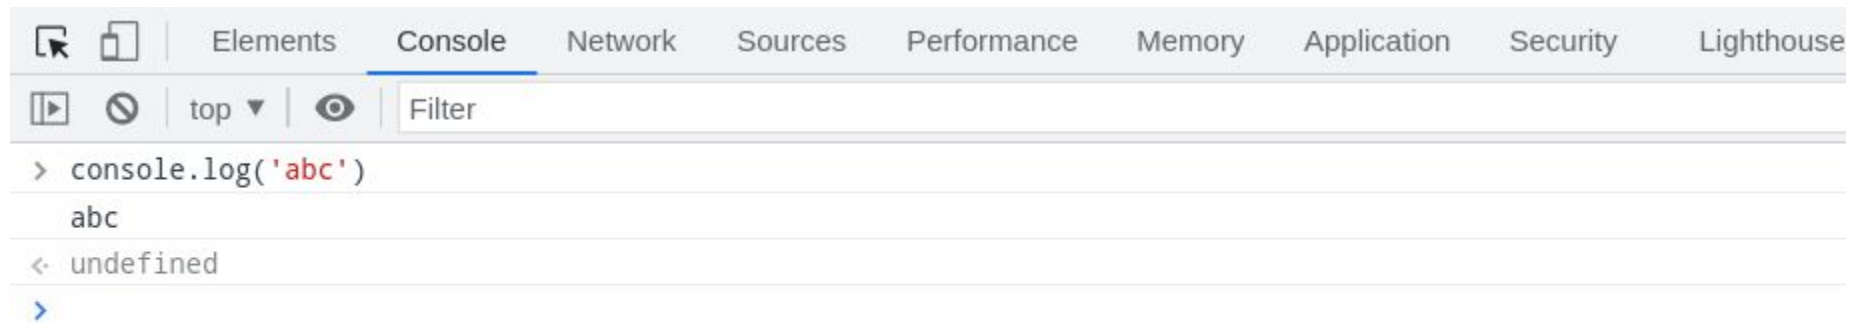 Elements Console Network Sources Performance Memory Application Security Lighthouse
top Filter
console.log('abc')
abc
undefined